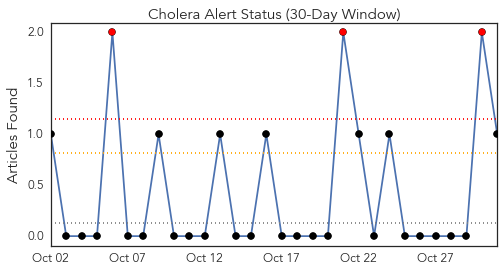 Cholera Alert Status (30-Day Window)
Articles Found
2.0
1.5
1.0
0.5
0.0
Oct 02
Oct 07
Oct 12
Oct 17
Oct 22
Oct 27